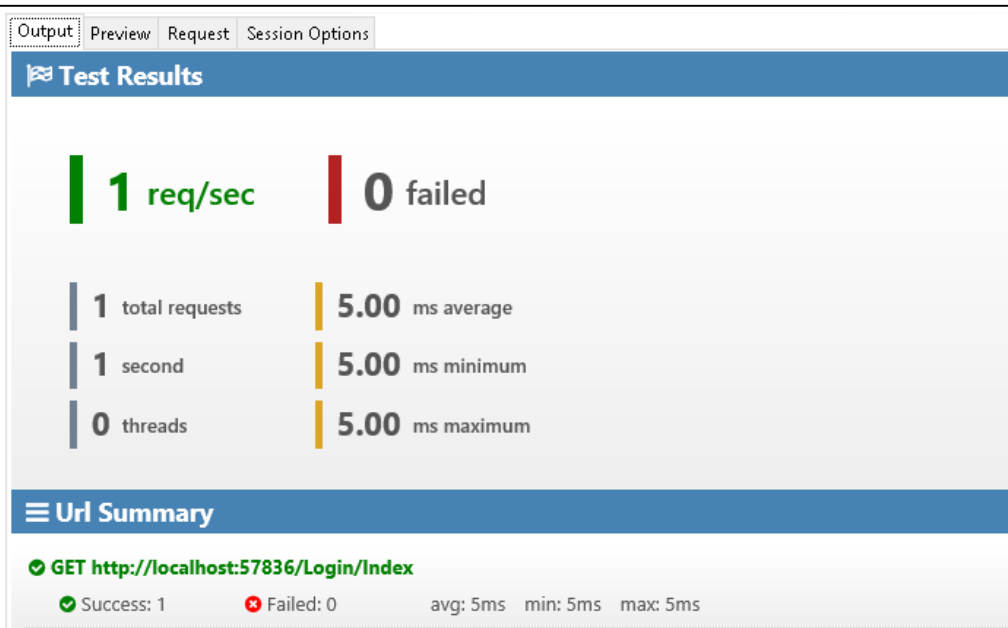 Output Preview Request Session Options
Test Results
1 req/sec 0 failed
1 total requests 5.00 ms average
1 second 5.00 ms minimum
0 threads 5.00 ms maximum
Url Summary
GET http://localhost:57836/Login/Index
Success: 1 Failed: 0 avg: 5ms min: 5ms max: 5ms